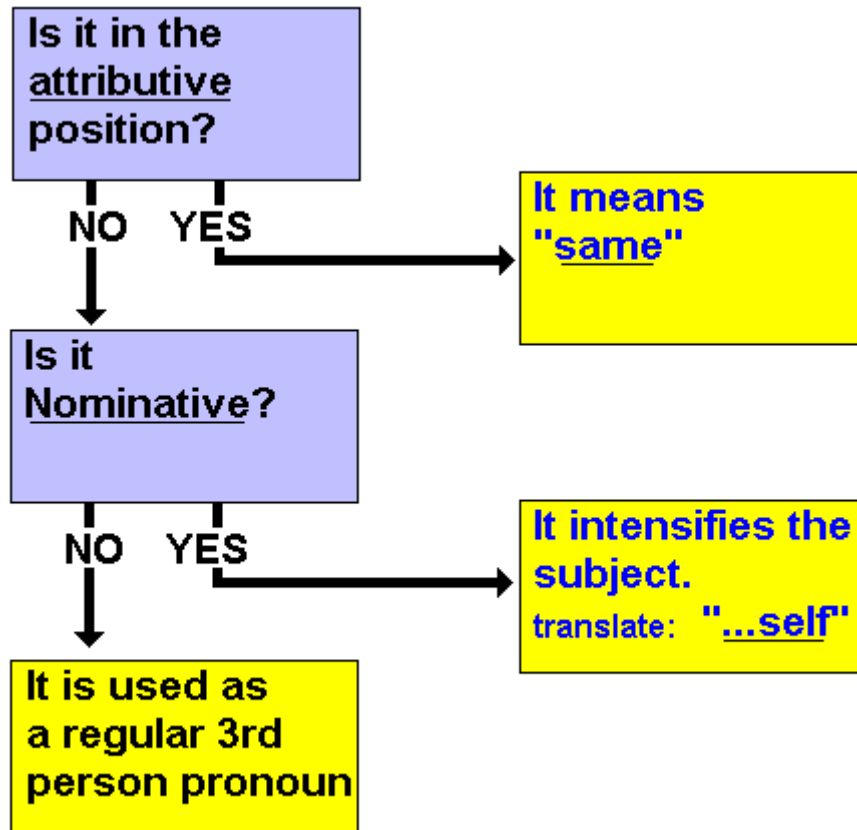 Is it in the
attributive
position?
NO YES
It means
"same"
Is it
Nominative?
NO YES
It intensifies the
subject.
translate: "...self"
It is used as
a regular 3rd
person pronoun